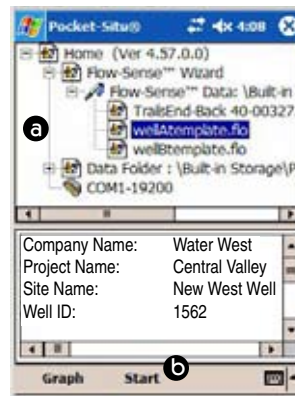 Pocket-Situ® 4:08
Home (Ver 4.57.0.0)
Flow-Sense™ Wizard
Flow-Sense™ Data: \Built-in
TrailsEnd-Back 40-00327
wellAtemplate.flo
wellBtemplate.flo
Data Folder : \Built-in Storage\P
COM1-19200
a
Company Name: Water West
Project Name: Central Valley
Site Name: New West Well
Well ID: 1562
b
Graph Start